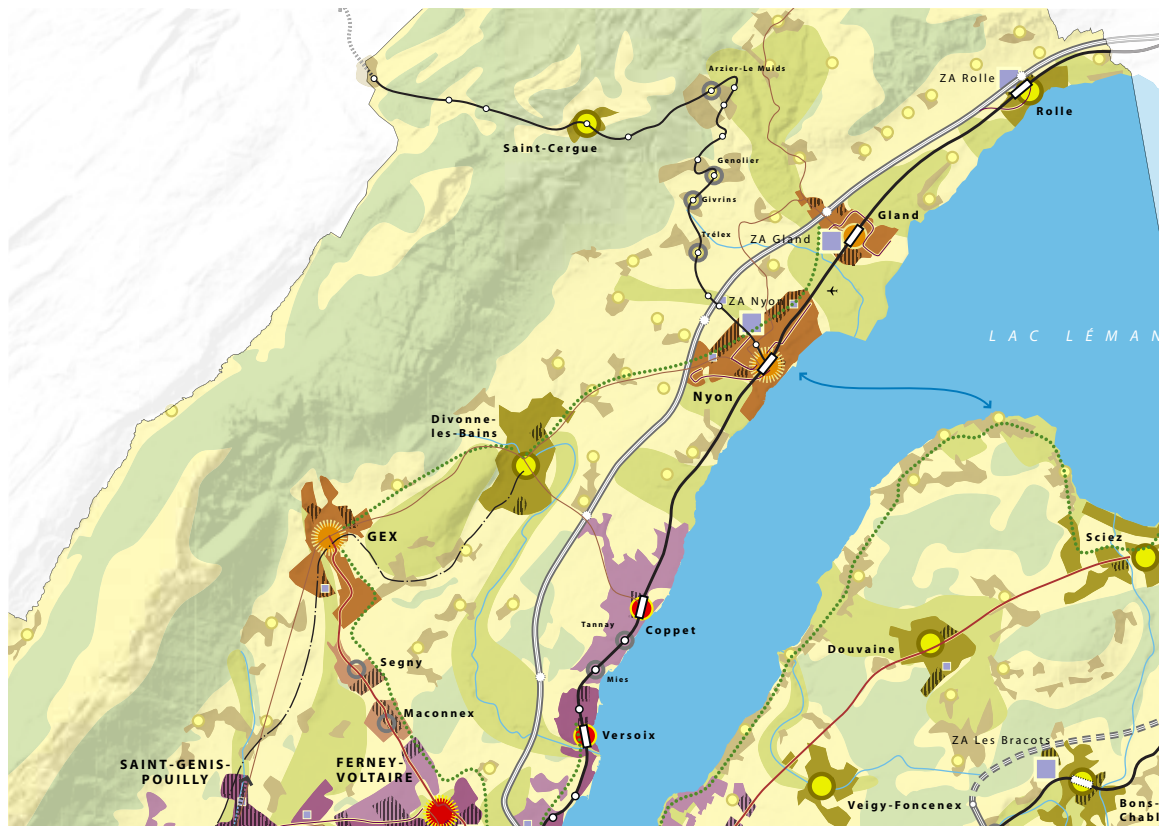 Arzier-Le Muids
ZA Rolle
Rolle
Saint-Cergue
Genolier
Givrins
Gland
Trélex
ZA Gland
ZA Nyon
LAC LÉMAN
Nyon
Divonne-
les-Bains
GEX
Sciez
Tannay
Coppet
Douvaine
Segny
Mies
Maconnex
Versoix
ZA Les Bracots
SAINT-GENIS-
POUILLY
FERNEY-
VOLTAIRE
Veigy-Foncenex
Bons-
Chabl